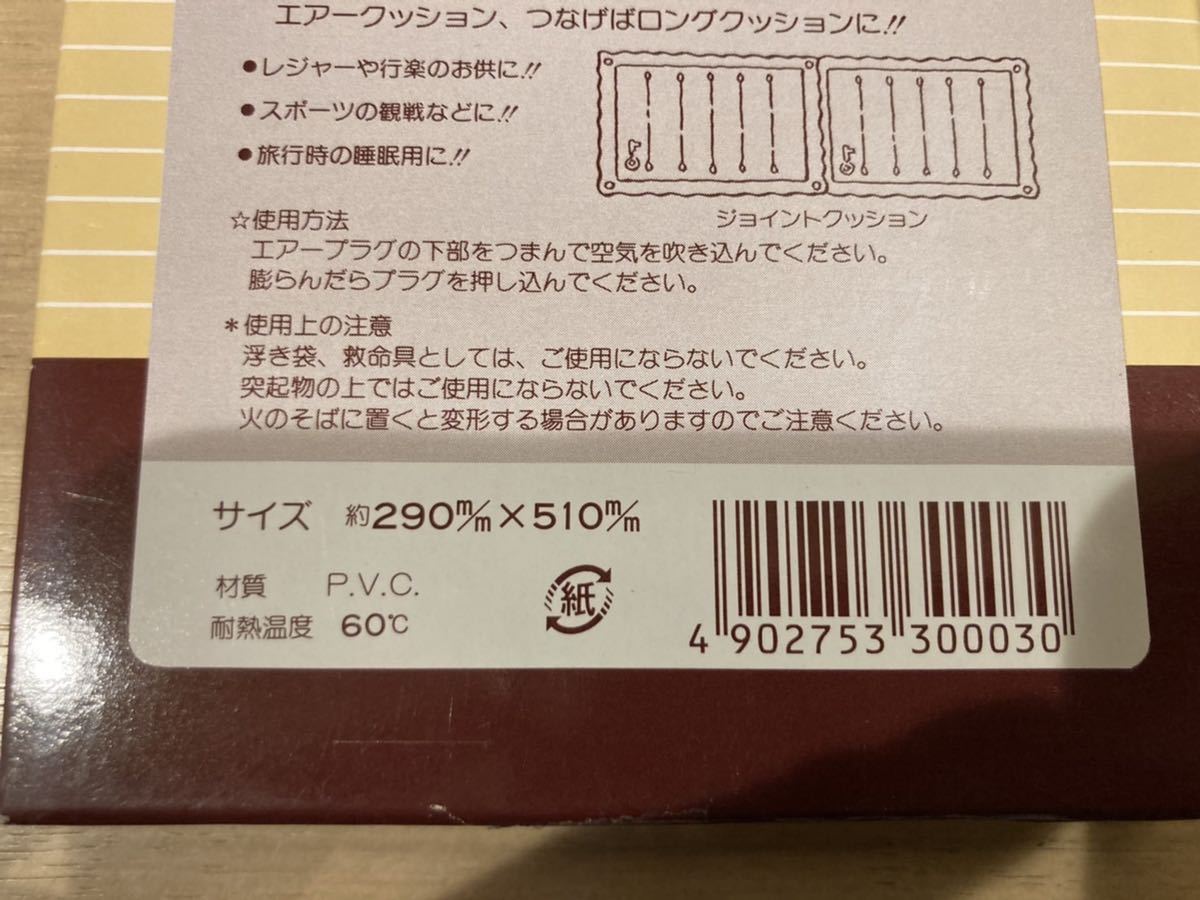 エアークッション、つなげばロングクッションに!!
●レジャーや行楽のお供に!!
●スポーツの観戦などに!!
●旅行時の睡眠用に!!
ジョイントクッション
☆使用方法
エアープラグの下部をつまんで空気を吹き込んでください。
膨らんだらプラグを押し込んでください。
*使用上の注意
浮き袋、救命具としては、ご使用にならないでください。
突起物の上ではご使用にならないでください。
火のそばに置くと変形する場合がありますのでご注意ください。
サイズ 約290m/m×510m/m
材質 P.V.C.
耐熱温度 60℃
紙
4 902753 300030